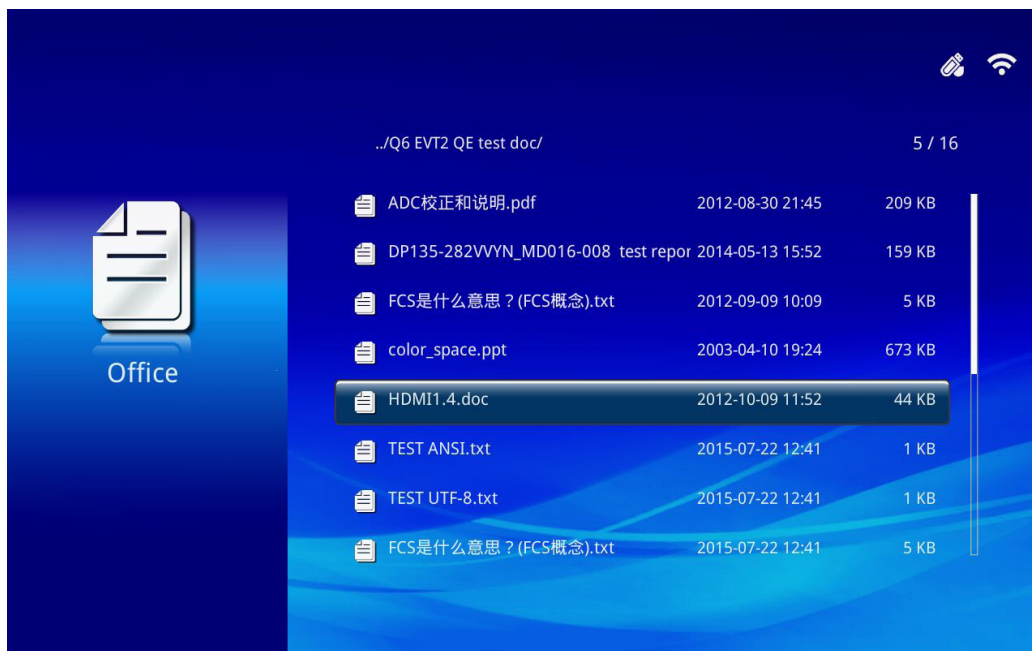 ../Q6 EVT2 QE test doc/ 5 / 16
ADC校正和说明.pdf 2012-08-30 21:45 209 KB
DP135-282VVYN_MD016-008 test repor 2014-05-13 15:52 159 KB
FCS是什么意思？(FCS概念).txt 2012-09-09 10:09 5 KB
color_space.ppt 2003-04-10 19:24 673 KB
Office
HDMI1.4.doc 2012-10-09 11:52 44 KB
TEST ANSI.txt 2015-07-22 12:41 1 KB
TEST UTF-8.txt 2015-07-22 12:41 1 KB
FCS是什么意思？(FCS概念).txt 2015-07-22 12:41 5 KB